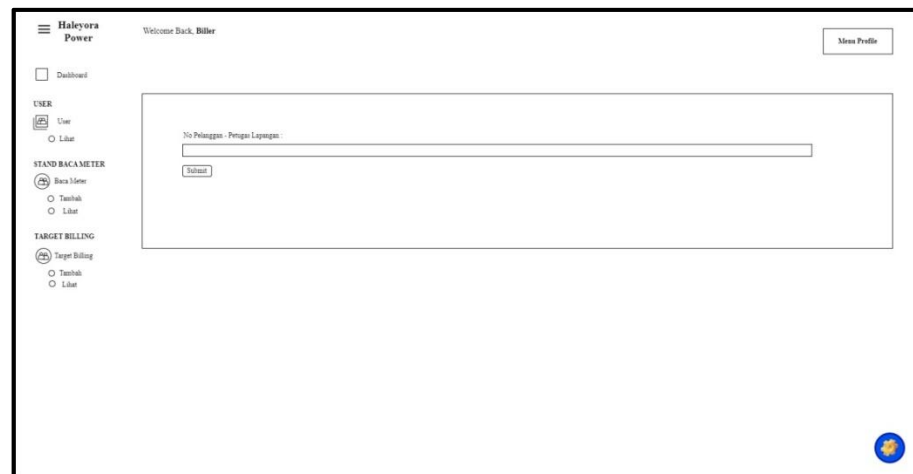 Haleyora
Power
Welcome Back, Biller
Menu Profile
Dashboard
USER
User
Lihat
STAND BACA METER
Baca Meter
Tambah
Lihat
TARGET BILLING
Target Billing
Tambah
Lihat
No Pelanggan - Petugas Lapangan :
Submit